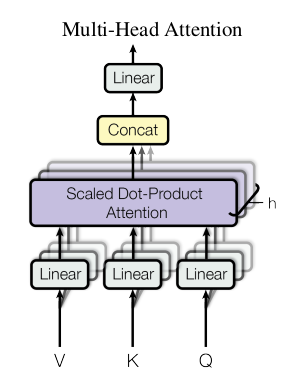 Multi-Head Attention
Linear
Concat
Scaled Dot-Product
Attention
h
Linear Linear Linear
V K Q